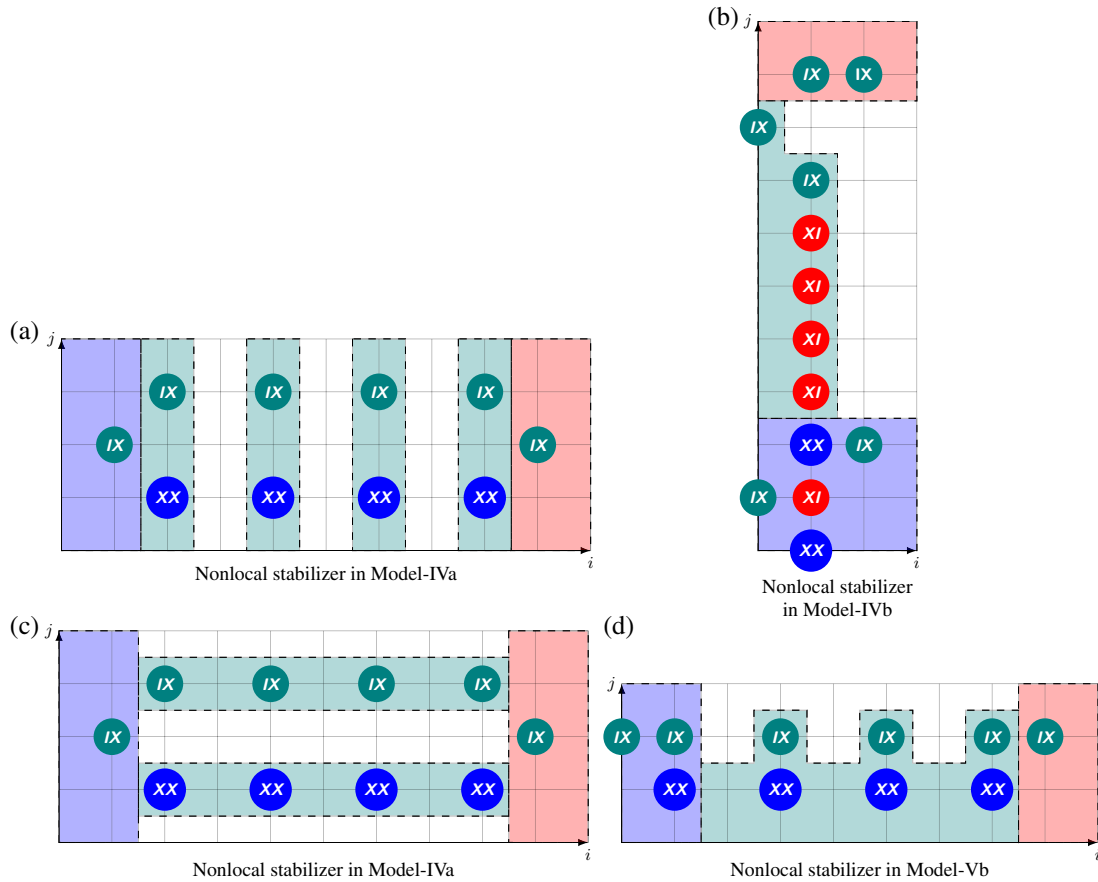 (b)
j
IX IX
IX
IX
XI
XI
(a)
j
XI
IX IX IX IX
XI
IX IX
XX IX
XX XX XX XX
IX XI
i
XX
i
Nonlocal stabilizer in Model-IVa
Nonlocal stabilizer
in Model-IVb
(c)
j
(d)
IX IX IX IX
j
IX IX
IX IX IX IX IX IX
XX XX XX XX
XX XX XX XX
i
i
Nonlocal stabilizer in Model-IVa
Nonlocal stabilizer in Model-Vb